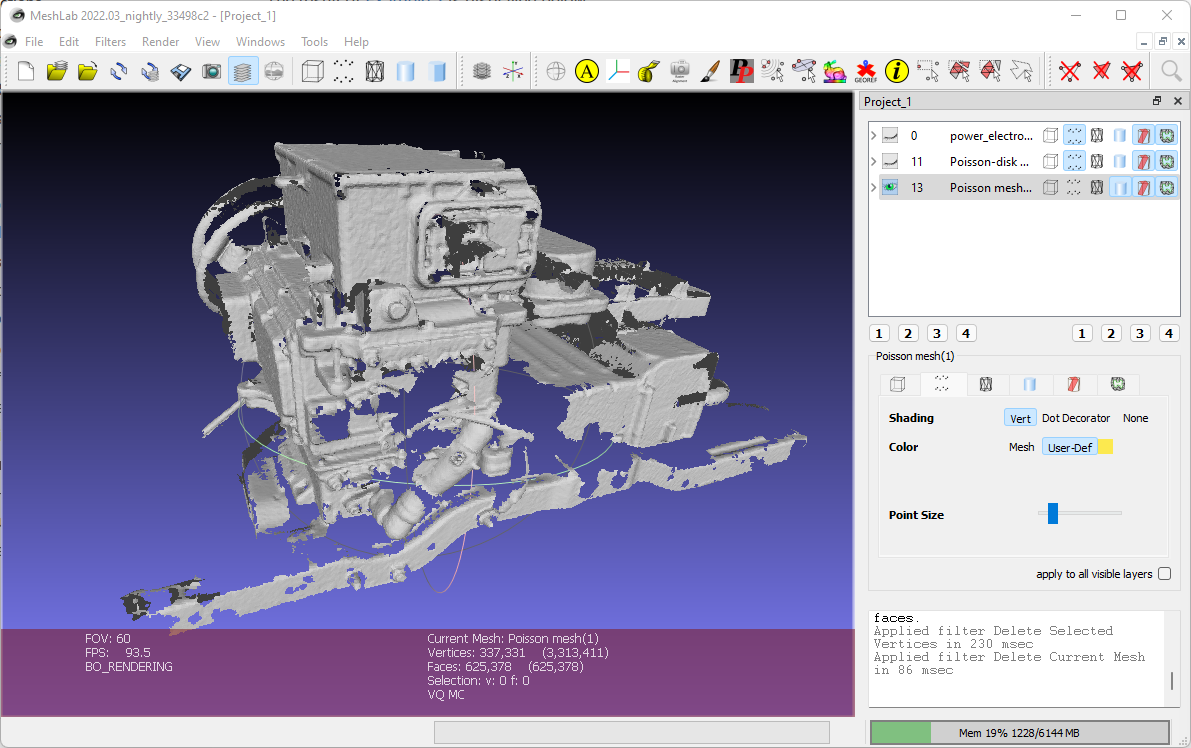 MeshLab 2022.03_nightly_33498c2 - [Project_1]
File Edit Filters Render View Windows Tools Help
A
PP
GEOREF
i
Project_1
0 power_electro...
11 Poisson-disk ...
13 Poisson mesh...
1 2 3 4 1 2 3 4
Poisson mesh(1)
Shading Vert Dot Decorator None
Color Mesh User-Def
Point Size
apply to all visible layers
faces.
Applied filter Delete Selected
Vertices in 230 msec
Applied filter Delete Current Mesh
in 86 msec
FOV: 60
FPS: 93.5
BO_RENDERING
Current Mesh: Poisson mesh(1)
Vertices: 337,331 (3,313,411)
Faces: 625,378 (625,378)
Selection: v: 0 f: 0
VQ MC
Mem 19% 1228/6144 MB